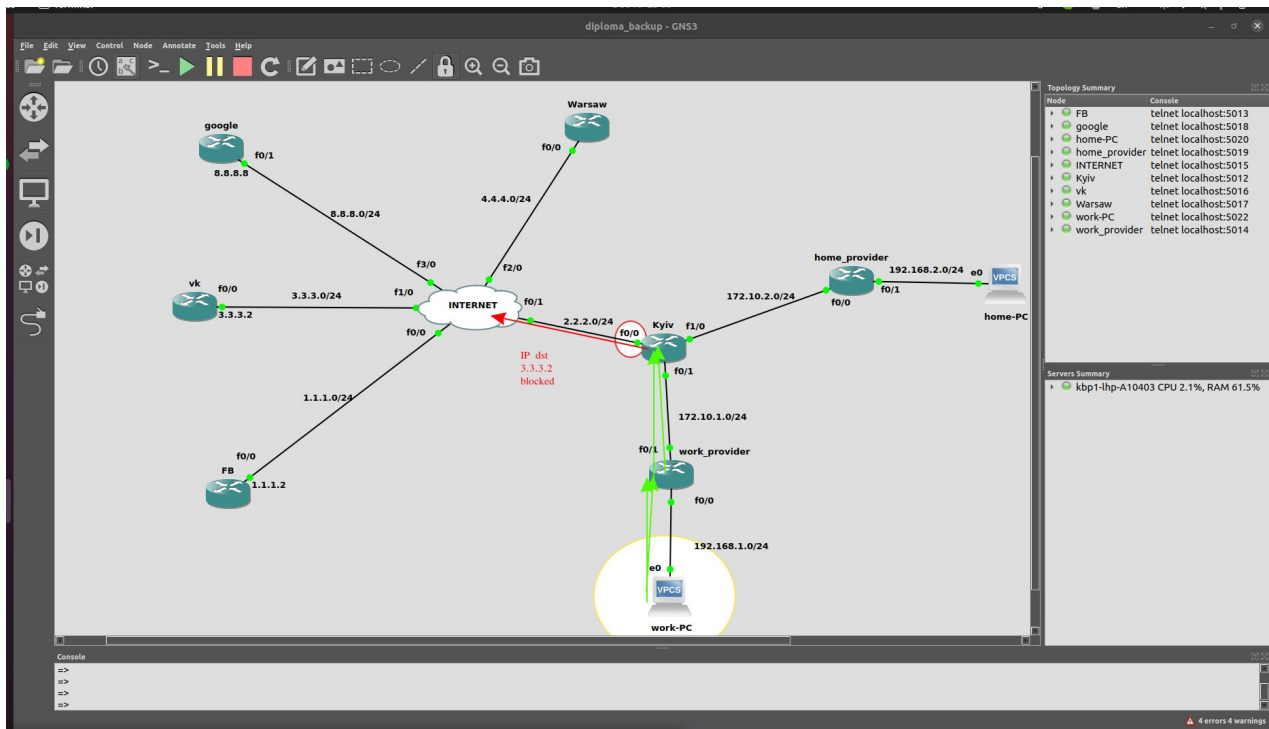 diploma_backup - GNS3
File Edit View Control Node Annotate Tools Help
Topology Summary
Node Console
FB telnet localhost:5013
google telnet localhost:5018
home-PC telnet localhost:5020
home_provider telnet localhost:5019
INTERNET telnet localhost:5015
Kyiv telnet localhost:5012
vk telnet localhost:5016
Warsaw telnet localhost:5017
work-PC telnet localhost:5022
work_provider telnet localhost:5014
Servers Summary
kbp1-lhp-A10403 CPU 2.1%, RAM 61.5%
Warsaw
f0/0
google
f0/1
8.8.8.8
4.4.4.0/24
8.8.8.0/24
home_provider
192.168.2.0/24
e0
VPCS
f0/1
f0/0
home-PC
172.10.2.0/24
f3/0
f2/0
vk
f0/0
3.3.3.0/24
f1/0
3.3.3.2
INTERNET
f0/1
f0/0
2.2.2.0/24
Kyiv
f1/0
f0/0
f0/1
IP dst
3.3.3.2
blocked
1.1.1.0/24
172.10.1.0/24
f0/0
FB
1.1.1.2
f0/1
work_provider
f0/0
192.168.1.0/24
e0
VPCS
work-PC
Console
=>
=>
=>
=>
4 errors 4 warnings